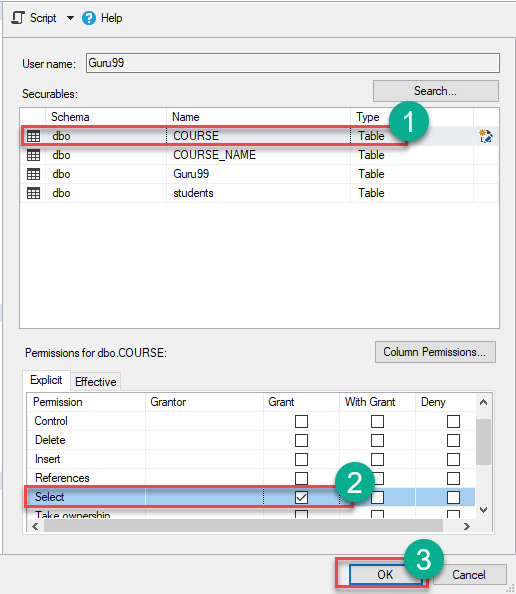 Script Help
User name: Guru99
Securables: Search...
1
Schema Name Type
dbo COURSE Table
dbo COURSE_NAME Table
dbo Guru99 Table
dbo students Table
Permissions for dbo.COURSE: Column Permissions...
Explicit Effective
Permission Grantor Grant With Grant Deny
Control
Delete
Insert
References
2
Select
Take ownership
3
OK Cancel